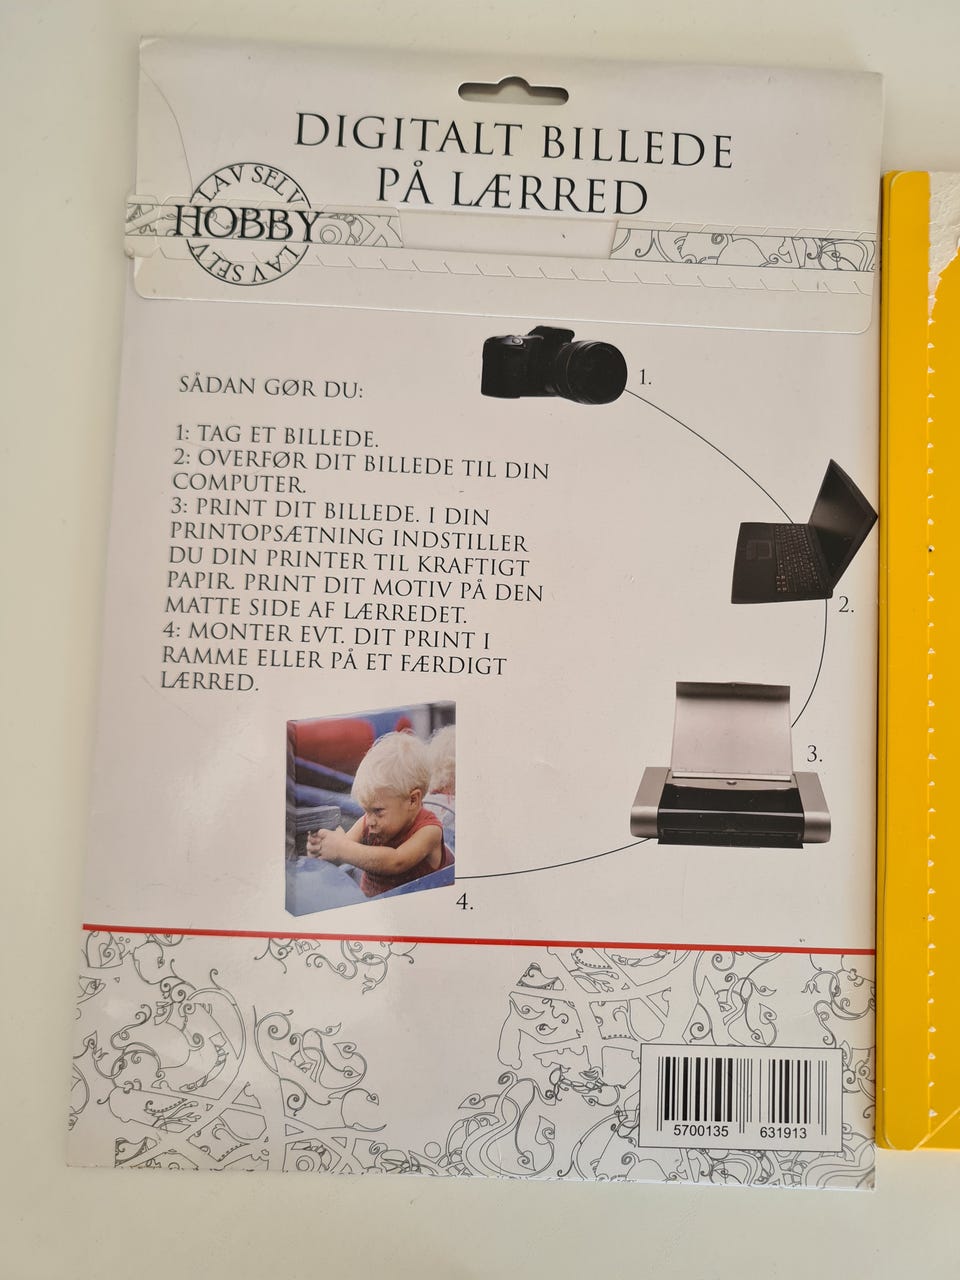 DIGITALT BILLEDE
PÅ LÆRRED
LAV SELV
HOBBY
LAV SELV
SÅDAN GØR DU:
1: TAG ET BILLEDE.
2: OVERFØR DIT BILLEDE TIL DIN
COMPUTER.
3: PRINT DIT BILLEDE. I DIN
PRINTOPSÆTNING INDSTILLER
DU DIN PRINTER TIL KRAFTIGT
PAPIR. PRINT DIT MOTIV PÅ DEN
MATTE SIDE AF LÆRREDET.
4: MONTER EVT. DIT PRINT I
RAMME ELLER PÅ ET FÆRDIGT
LÆRRED.
1.
2.
3.
4.
5700135 631913